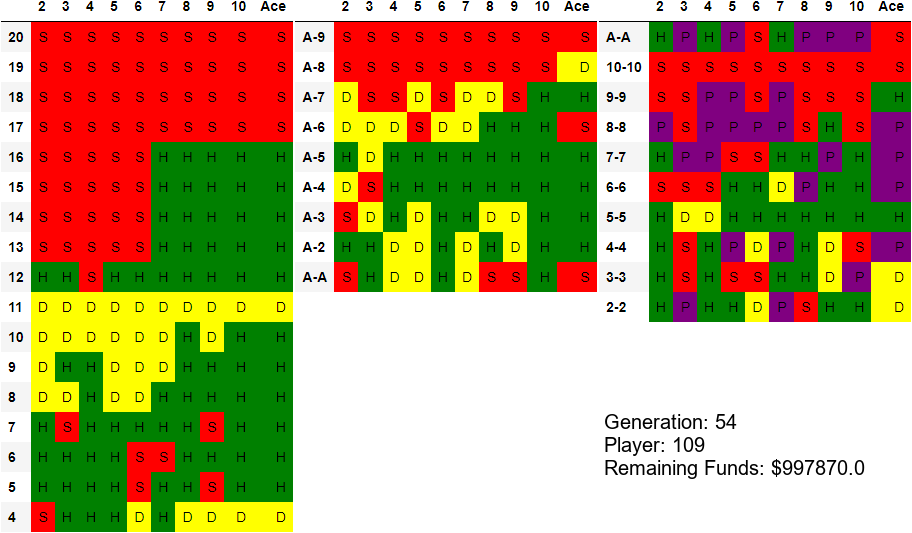 2 3 4 5 6 7 8 9 10 Ace
20 S S S S S S S S S S
19 S S S S S S S S S S
18 S S S S S S S S S S
17 S S S S S S S S S S
16 S S S S S H H H H H
15 S S S S S H H H H H
14 S S S S S H H H H H
13 S S S S S H H H H H
12 H H S H H H H H H H
11 D D D D D D D D D D
10 D D D D D D H D H H
9 D H H D D D H H H H
8 D D H D D H H H H H
7 H S H H H H H S H H
6 H H H H S S H H H H
5 H H H H S H H S H H
4 S H H H D H D D D D
2 3 4 5 6 7 8 9 10 Ace
A-9 S S S S S S S S S S
A-8 S S S S S S S S S D
A-7 D S S D S D D S H H
A-6 D D D S D D H H H S
A-5 H D H H H H H H H H
A-4 D S H H H H H H H H
A-3 S D H D H H D D H H
A-2 H H D D H D H D H H
A-A S H D D H D S S H S
2 3 4 5 6 7 8 9 10 Ace
A-A H P H P S H P P P S
10-10 S S S S S S S S S S
9-9 S S P P S P S S S H
8-8 P S P P P P S H S P
7-7 H P P S S H H P H P
6-6 S S S H H D P H H P
5-5 H D D H H H H H H H
4-4 H S H P D P H D S P
3-3 H S H S S H H D P D
2-2 H P H H D P S H H D
Generation: 54
Player: 109
Remaining Funds: $997870.0